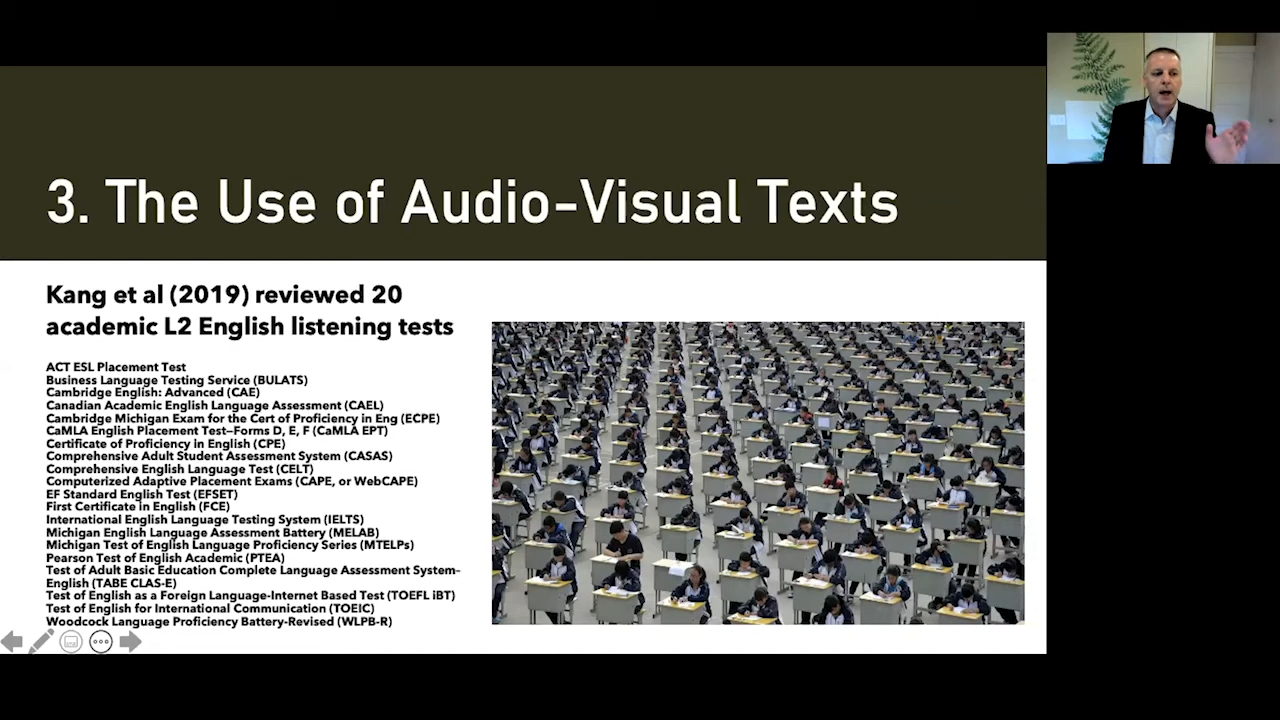 3. The Use of Audio-Visual Texts
Kang et al (2019) reviewed 20
academic L2 English listening tests
ACT ESL Placement Test
Business Language Testing Service (BULATS)
Cambridge English: Advanced (CAE)
Canadian Academic English Language Assessment (CAEL)
Cambridge Michigan Exam for the Cert of Proficiency in Eng (ECPE)
CaMLA English Placement Test—Forms D, E, F (CaMLA EPT)
Certificate of Proficiency in English (CPE)
Comprehensive Adult Student Assessment System (CASAS)
Comprehensive English Language Test (CELT)
Computerized Adaptive Placement Exams (CAPE, or WebCAPE)
EF Standard English Test (EFSET)
First Certificate in English (FCE)
International English Language Testing System (IELTS)
Michigan English Language Assessment Battery (MELAB)
Michigan Test of English Language Proficiency Series (MTELPs)
Pearson Test of English Academic (PTEA)
Test of Adult Basic Education Complete Language Assessment System–
English (TABE CLAS-E)
Test of English as a Foreign Language-Internet Based Test (TOEFL iBT)
Test of English for International Communication (TOEIC)
Woodcock Language Proficiency Battery-Revised (WLPB-R)